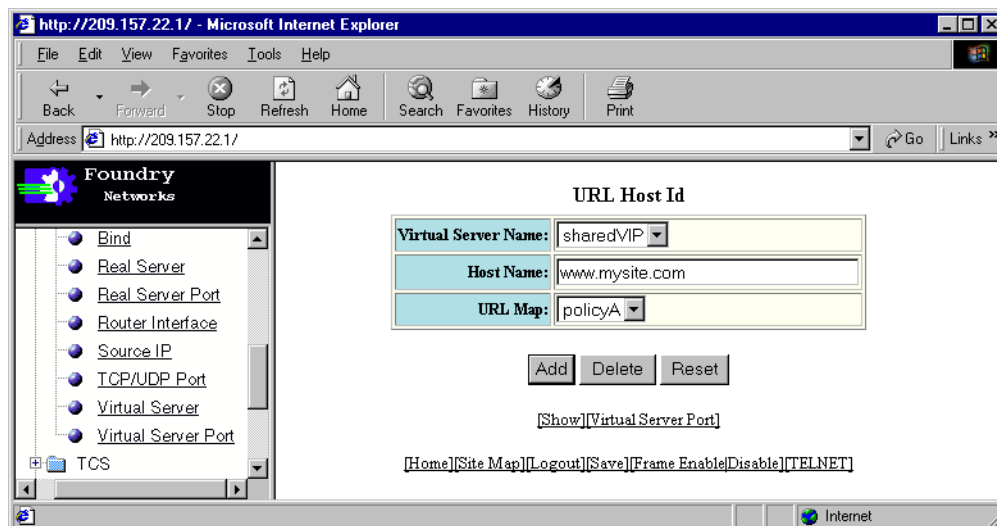 http://209.157.22.1/ - Microsoft Internet Explorer
File Edit View Favorites Tools Help
Back Forward Stop Refresh Home Search Favorites History Print
Address http://209.157.22.1/ Go Links »
Foundry
Networks
Bind
Real Server
Real Server Port
Router Interface
Source IP
TCP/UDP Port
Virtual Server
Virtual Server Port
TCS
URL Host Id
Virtual Server Name: sharedVIP
Host Name: www.mysite.com
URL Map: policyA
Add Delete Reset
[Show][Virtual Server Port]
[Home][Site Map][Logout][Save][Frame Enable|Disable][TELNET]
Internet